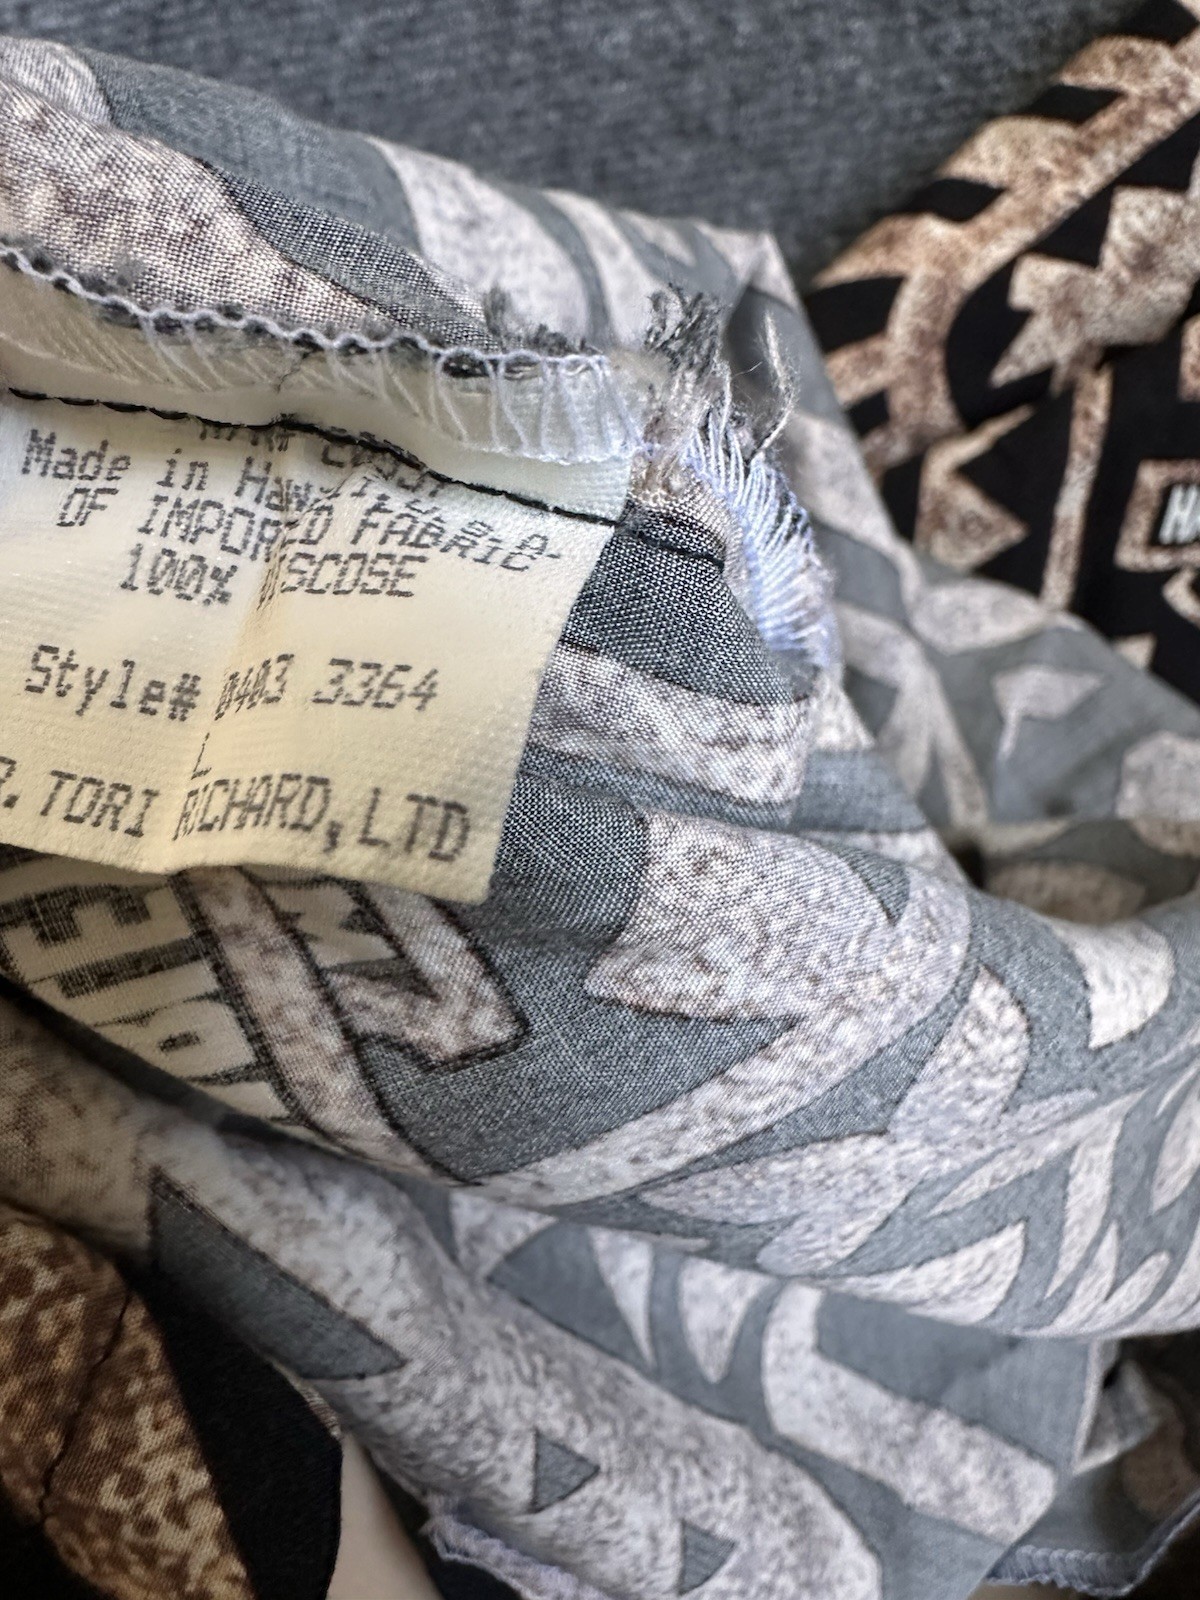 Made in Hawaii, U.S.A.
OF IMPORTED FABRIC
100% VISCOSE
Style# 0403 3364
L
R. TORI RICHARD, LTD